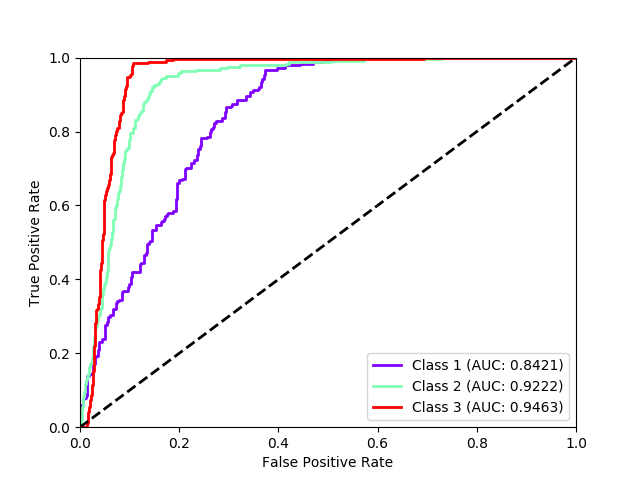 1.0
0.8
0.6
0.4
0.2
0.0
True Positive Rate
0.0 0.2 0.4 0.6 0.8 1.0
False Positive Rate
Class 1 (AUC: 0.8421)
Class 2 (AUC: 0.9222)
Class 3 (AUC: 0.9463)